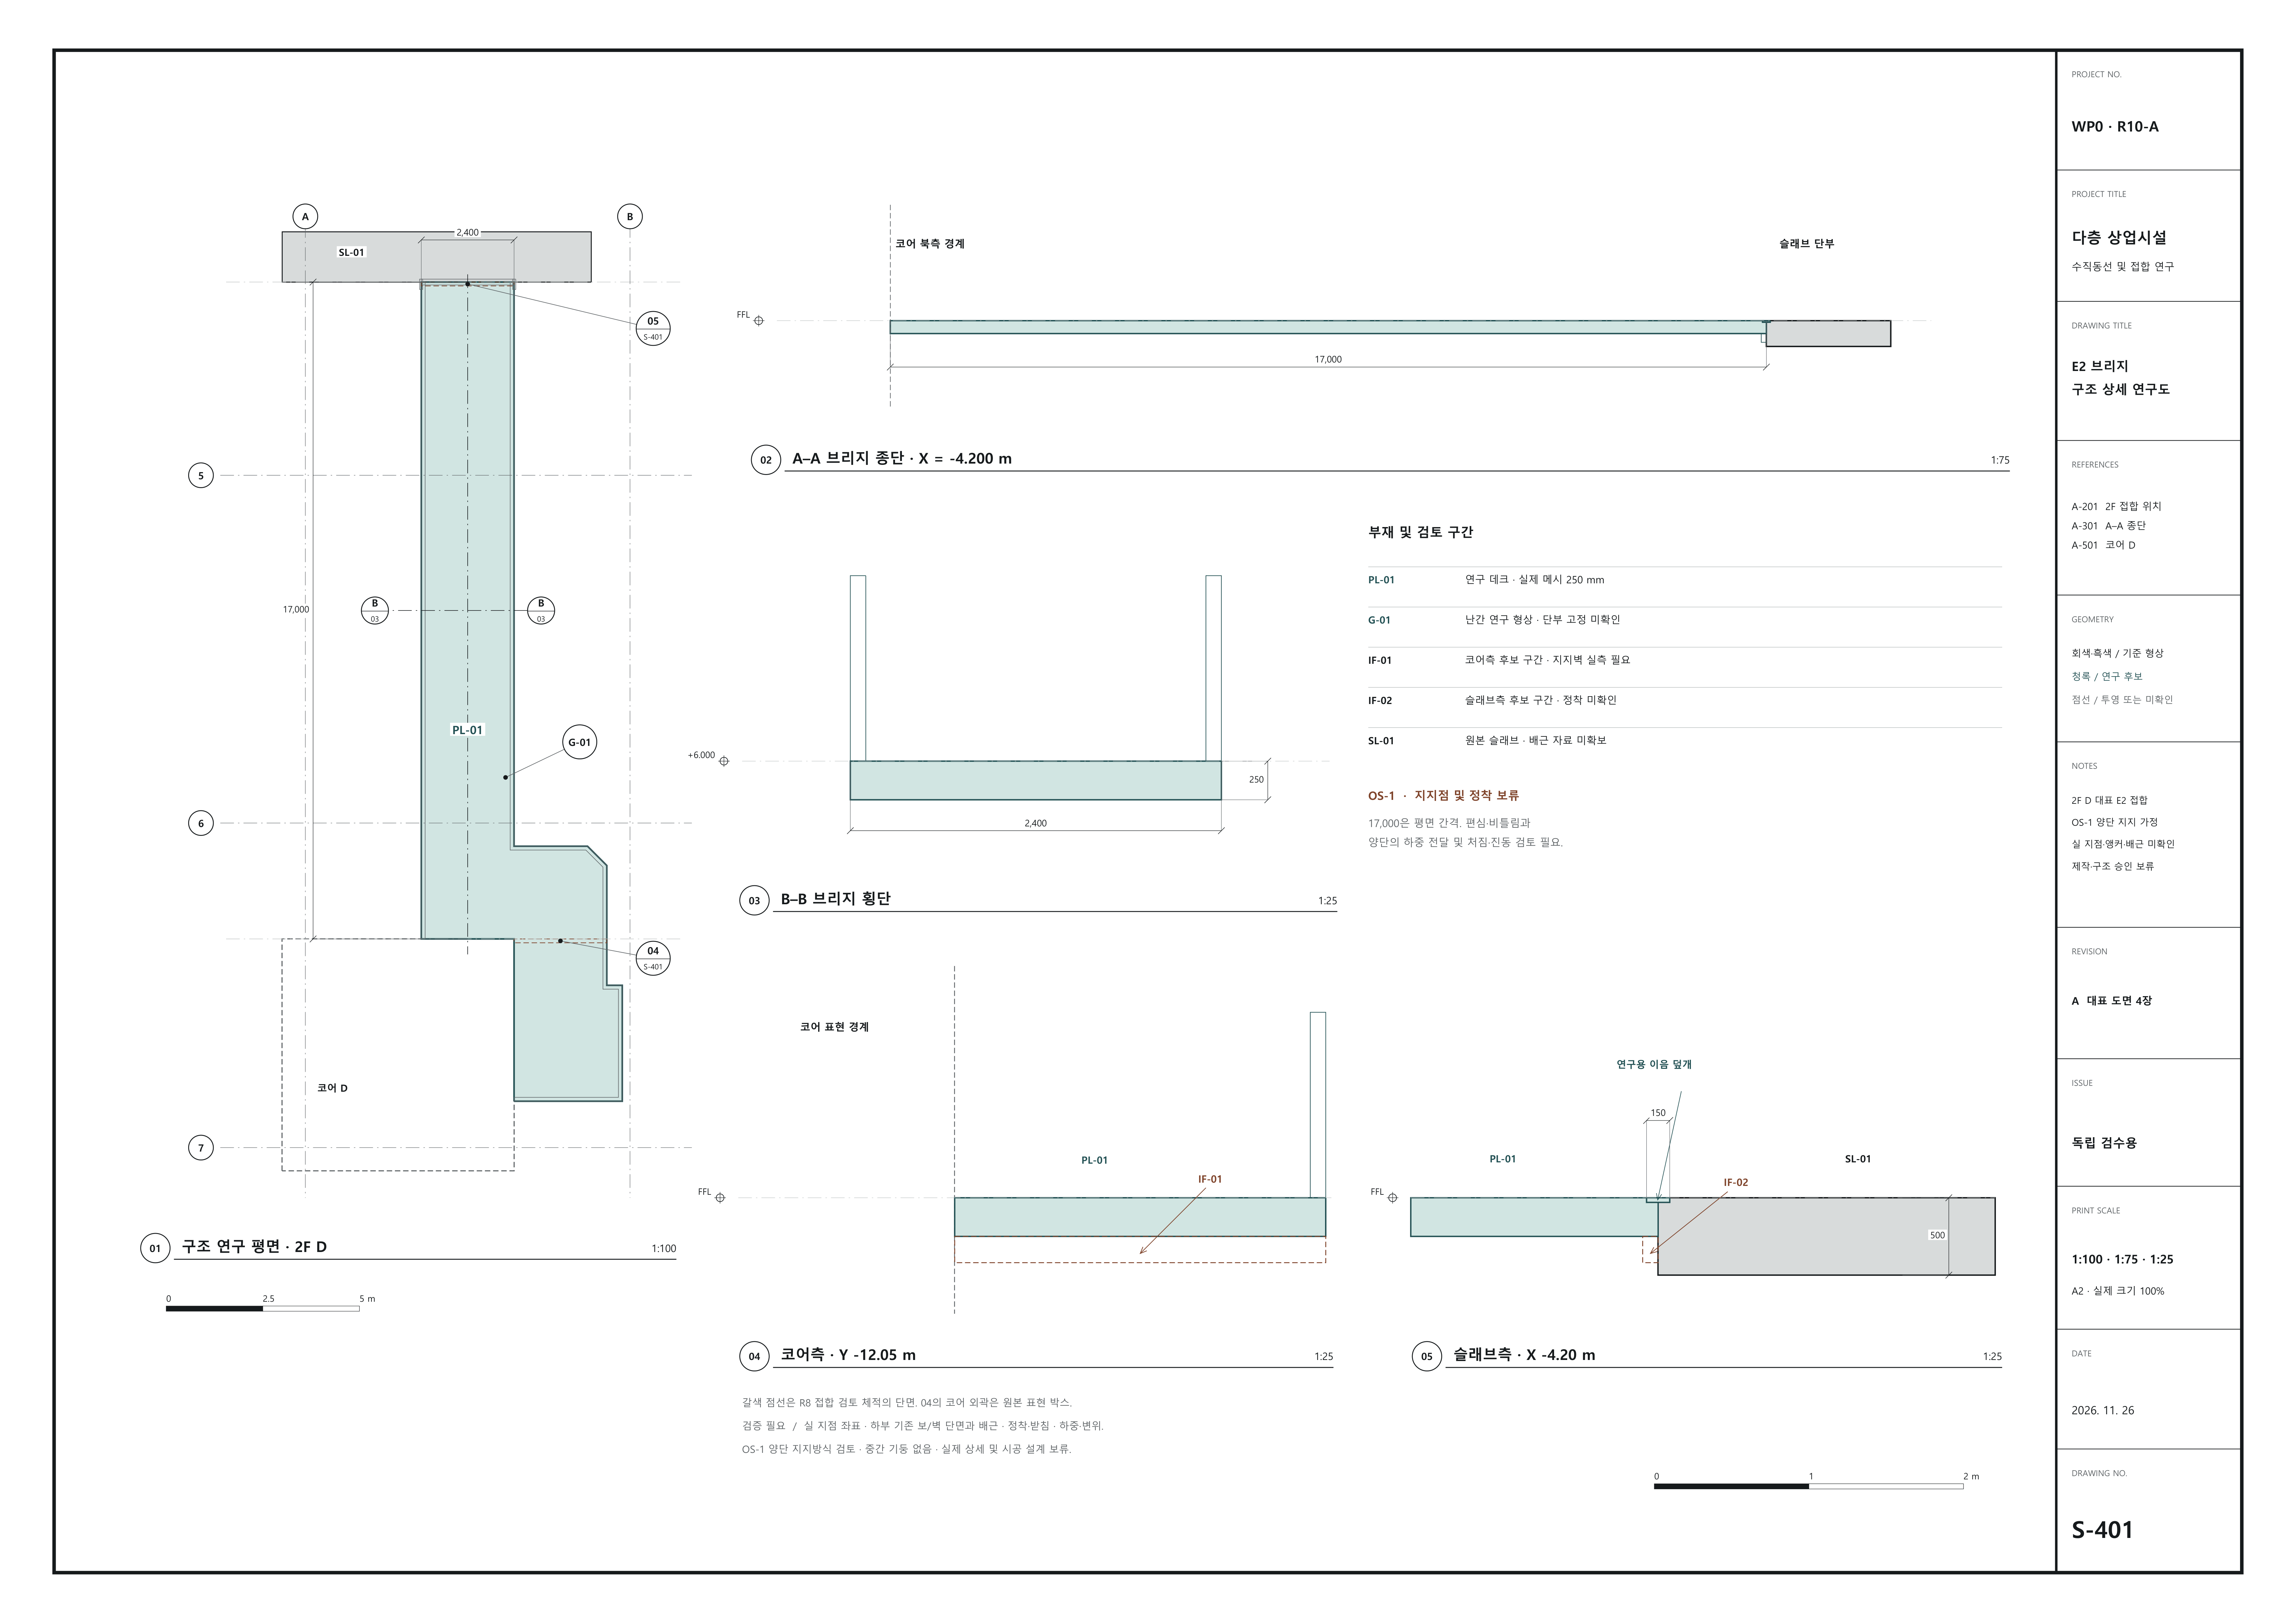 A
B
2,400
SL-01
05
S-401
5
17,000
B
03
B
03
PL-01
G-01
6
04
S-401
코어 D
7
01
구조 연구 평면 · 2F D
1:100
0
2.5
5 m
코어 북측 경계
슬래브 단부
FFL
17,000
02
A–A 브리지 종단 · X = -4.200 m
1:75
+6.000
250
2,400
03
B–B 브리지 횡단
1:25
부재 및 검토 구간
PL-01 연구 데크 · 실제 메시 250 mm
G-01 난간 연구 형상 · 단부 고정 미확인
IF-01 코어측 후보 구간 · 지지벽 실측 필요
IF-02 슬래브측 후보 구간 · 정착 미확인
SL-01 원본 슬래브 · 배근 자료 미확보
OS-1 · 지지점 및 정착 보류
17,000은 평면 간격. 편심·비틀림과
양단의 하중 전달 및 처짐·진동 검토 필요.
코어 표현 경계
PL-01
IF-01
FFL
04
코어측 · Y -12.05 m
1:25
연구용 이음 덮개
150
PL-01
SL-01
IF-02
FFL
500
05
슬래브측 · X -4.20 m
1:25
갈색 점선은 R8 접합 검토 체적의 단면. 04의 코어 외곽은 원본 표현 박스.
검증 필요 / 실 지점 좌표 · 하부 기존 보/벽 단면과 배근 · 정착·받침 · 하중·변위.
OS-1 양단 지지방식 검토 · 중간 기둥 없음 · 실제 상세 및 시공 설계 보류.
0
1
2 m
PROJECT NO.
WP0 · R10-A
PROJECT TITLE
다층 상업시설
수직동선 및 접합 연구
DRAWING TITLE
E2 브리지
구조 상세 연구도
REFERENCES
A-201 2F 접합 위치
A-301 A–A 종단
A-501 코어 D
GEOMETRY
회색·흑색 / 기준 형상
청록 / 연구 후보
점선 / 투영 또는 미확인
NOTES
2F D 대표 E2 접합
OS-1 양단 지지 가정
실 지점·앵커·배근 미확인
제작·구조 승인 보류
REVISION
A 대표 도면 4장
ISSUE
독립 검수용
PRINT SCALE
1:100 · 1:75 · 1:25
A2 · 실제 크기 100%
DATE
2026. 11. 26
DRAWING NO.
S-401